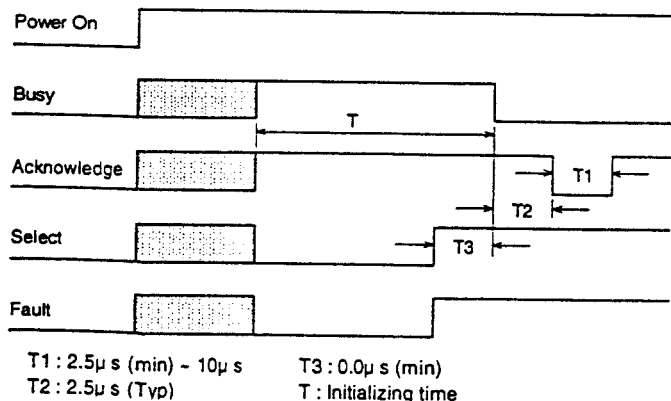 Power On
Busy
T
Acknowledge
T1
T2
Select
T3
Fault
T1 : 2.5µ s (min) ~ 10µ s
T3 : 0.0µ s (min)
T2 : 2.5µ s (Typ)
T : Initializing time